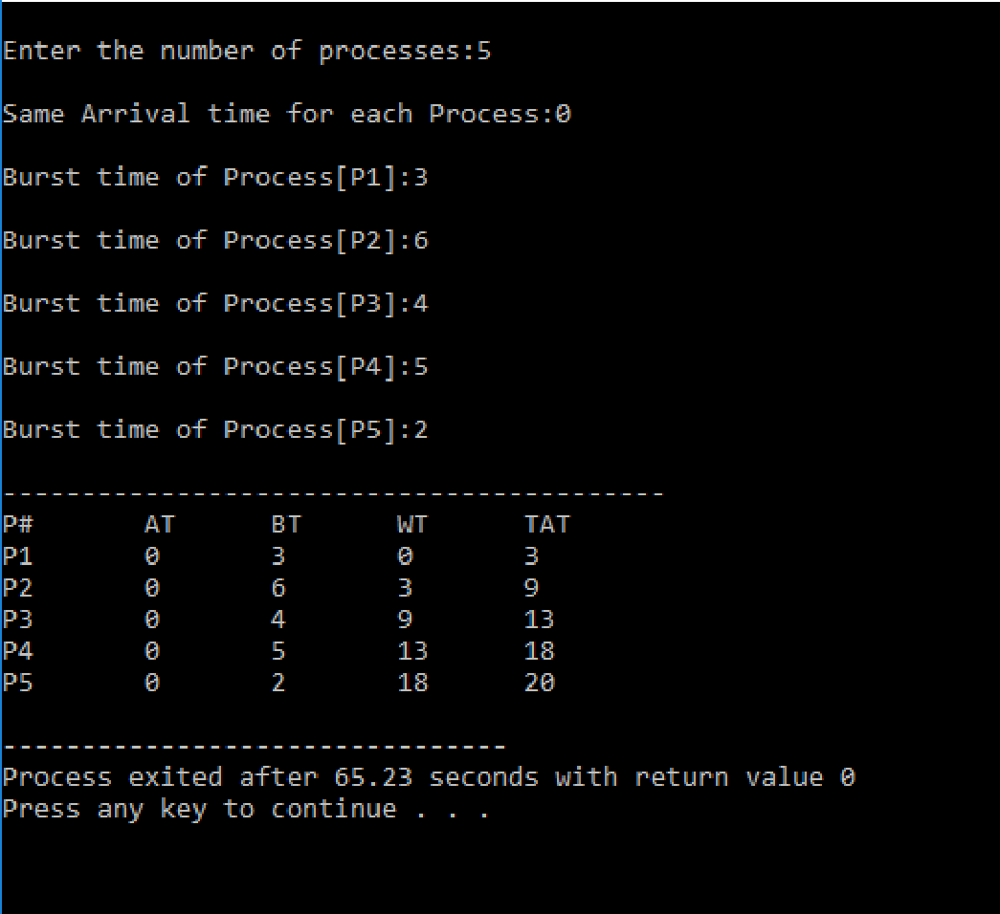 Enter the number of processes:5
Same Arrival time for each Process:0
Burst time of Process[P1]:3
Burst time of Process[P2]:6
Burst time of Process[P3]:4
Burst time of Process[P4]:5
Burst time of Process[P5]:2
------------------------------------------
P# AT BT WT TAT
P1 0 3 0 3
P2 0 6 3 9
P3 0 4 9 13
P4 0 5 13 18
P5 0 2 18 20
--------------------------------
Process exited after 65.23 seconds with return value 0
Press any key to continue . . .